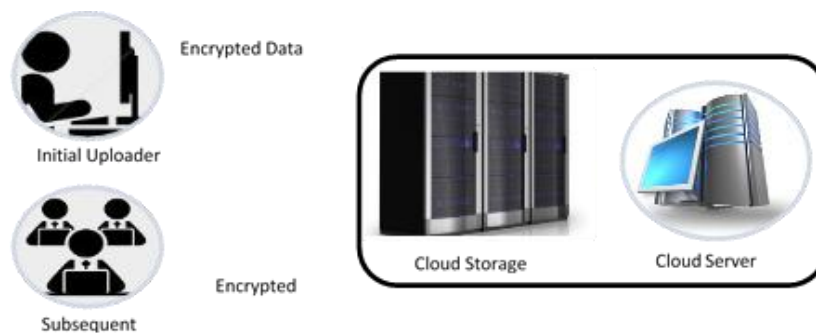 Encrypted Data
Initial Uploader
Cloud Storage
Cloud Server
Encrypted
Subsequent